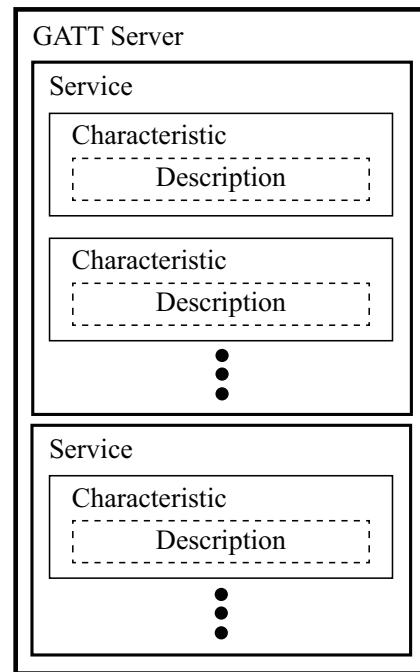 GATT Server
Service
Characteristic
Description
Characteristic
Description
Service
Characteristic
Description